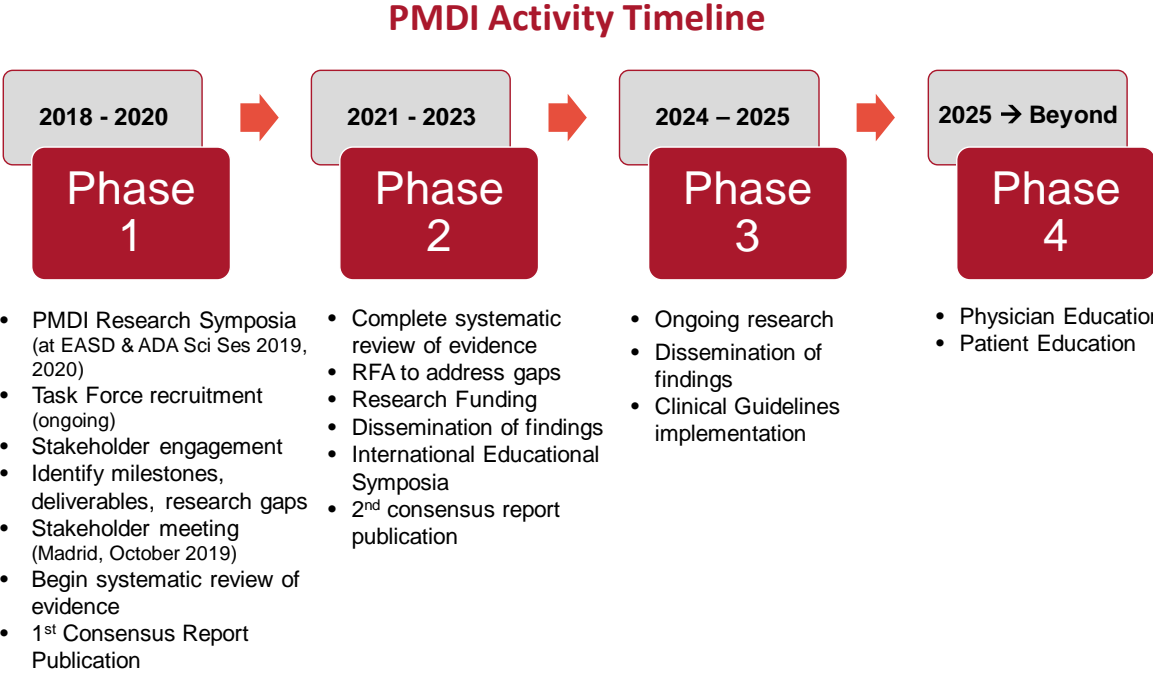 PMDI Activity Timeline
2018 - 2020
Phase
1
• PMDI Research Symposia
(at EASD & ADA Sci Ses 2019,
2020)
• Task Force recruitment
(ongoing)
• Stakeholder engagement
• Identify milestones,
deliverables, research gaps
• Stakeholder meeting
(Madrid, October 2019)
• Begin systematic review of
evidence
• 1st Consensus Report
Publication
2021 - 2023
Phase
2
• Complete systematic
review of evidence
• RFA to address gaps
• Research Funding
• Dissemination of findings
• International Educational
Symposia
• 2nd consensus report
publication
2024 – 2025
Phase
3
• Ongoing research
• Dissemination of
findings
• Clinical Guidelines
implementation
2025 → Beyond
Phase
4
• Physician Education
• Patient Education